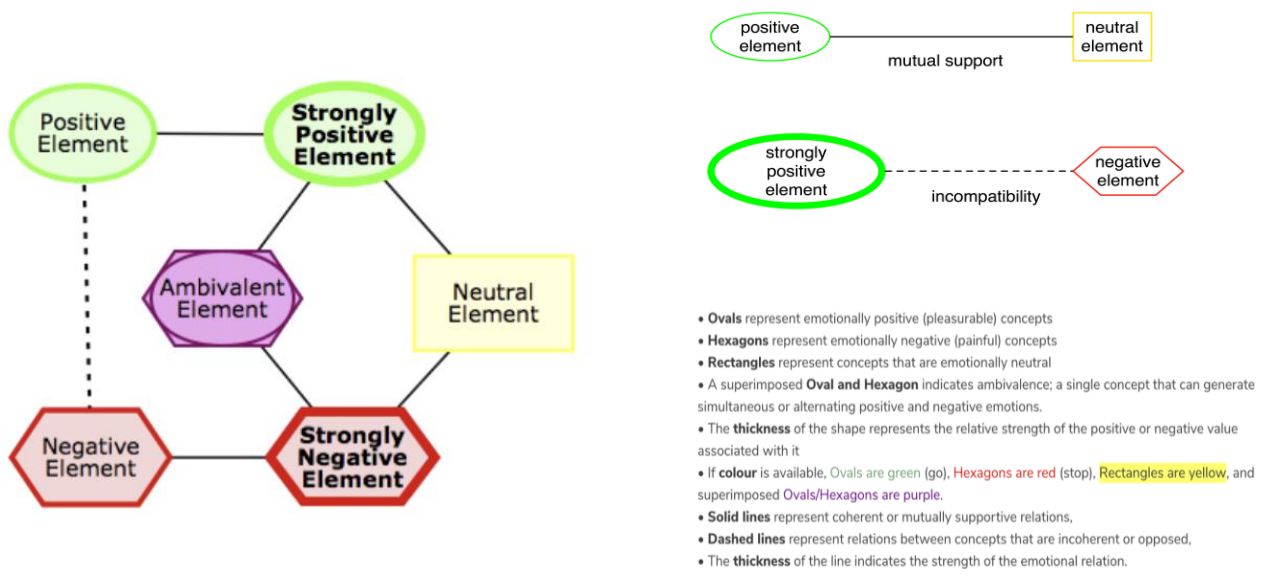 Positive
Element
Strongly
Positive
Element
Ambivalent
Element
Neutral
Element
Negative
Element
Strongly
Negative
Element
positive
element
mutual support
neutral
element
strongly
positive
element
incompatibility
negative
element
• Ovals represent emotionally positive (pleasurable) concepts
• Hexagons represent emotionally negative (painful) concepts
• Rectangles represent concepts that are emotionally neutral
• A superimposed Oval and Hexagon indicates ambivalence; a single concept that can generate
simultaneous or alternating positive and negative emotions.
• The thickness of the shape represents the relative strength of the positive or negative value
associated with it
• If colour is available, Ovals are green (go), Hexagons are red (stop), Rectangles are yellow, and
superimposed Ovals/Hexagons are purple.
• Solid lines represent coherent or mutually supportive relations,
• Dashed lines represent relations between concepts that are incoherent or opposed,
• The thickness of the line indicates the strength of the emotional relation.